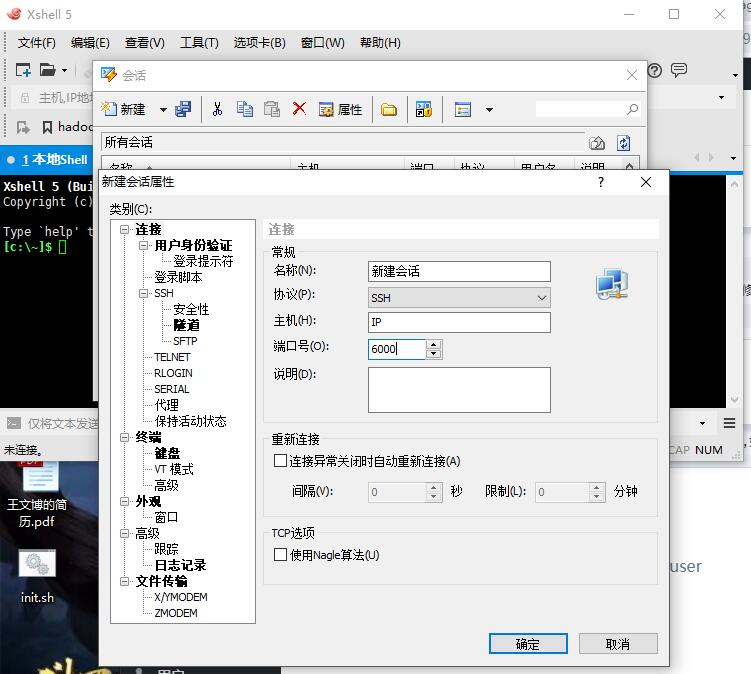 Xshell 5
文件(F) 编辑(E) 查看(V) 工具(T) 选项卡(B) 窗口(W) 帮助(H)
会话
主机,IP地
新建 属性
hadoo
所有会话
1 本地Shell
名称 主机 端口 协议 用户名 说明
新建会话属性
Xshell 5 (Bui
Copyright (c)
Type `help' t
[c:\~]$
类别(C):
连接
用户身份验证
登录提示符
登录脚本
SSH
安全性
隧道
SFTP
TELNET
RLOGIN
SERIAL
代理
保持活动状态
终端
键盘
VT 模式
高级
外观
窗口
高级
跟踪
日志记录
文件传输
X/YMODEM
ZMODEM
连接
常规
名称(N): 新建会话
协议(P): SSH
主机(H): IP
端口号(O): 6000
说明(D):
重新连接
连接异常关闭时自动重新连接(A)
间隔(V): 0 秒 限制(L): 0 分钟
TCP选项
使用Nagle算法(U)
确定 取消
仅将文本发送
未连接。
CAP NUM
PDF
王文博的简
历.pdf
init.sh
user